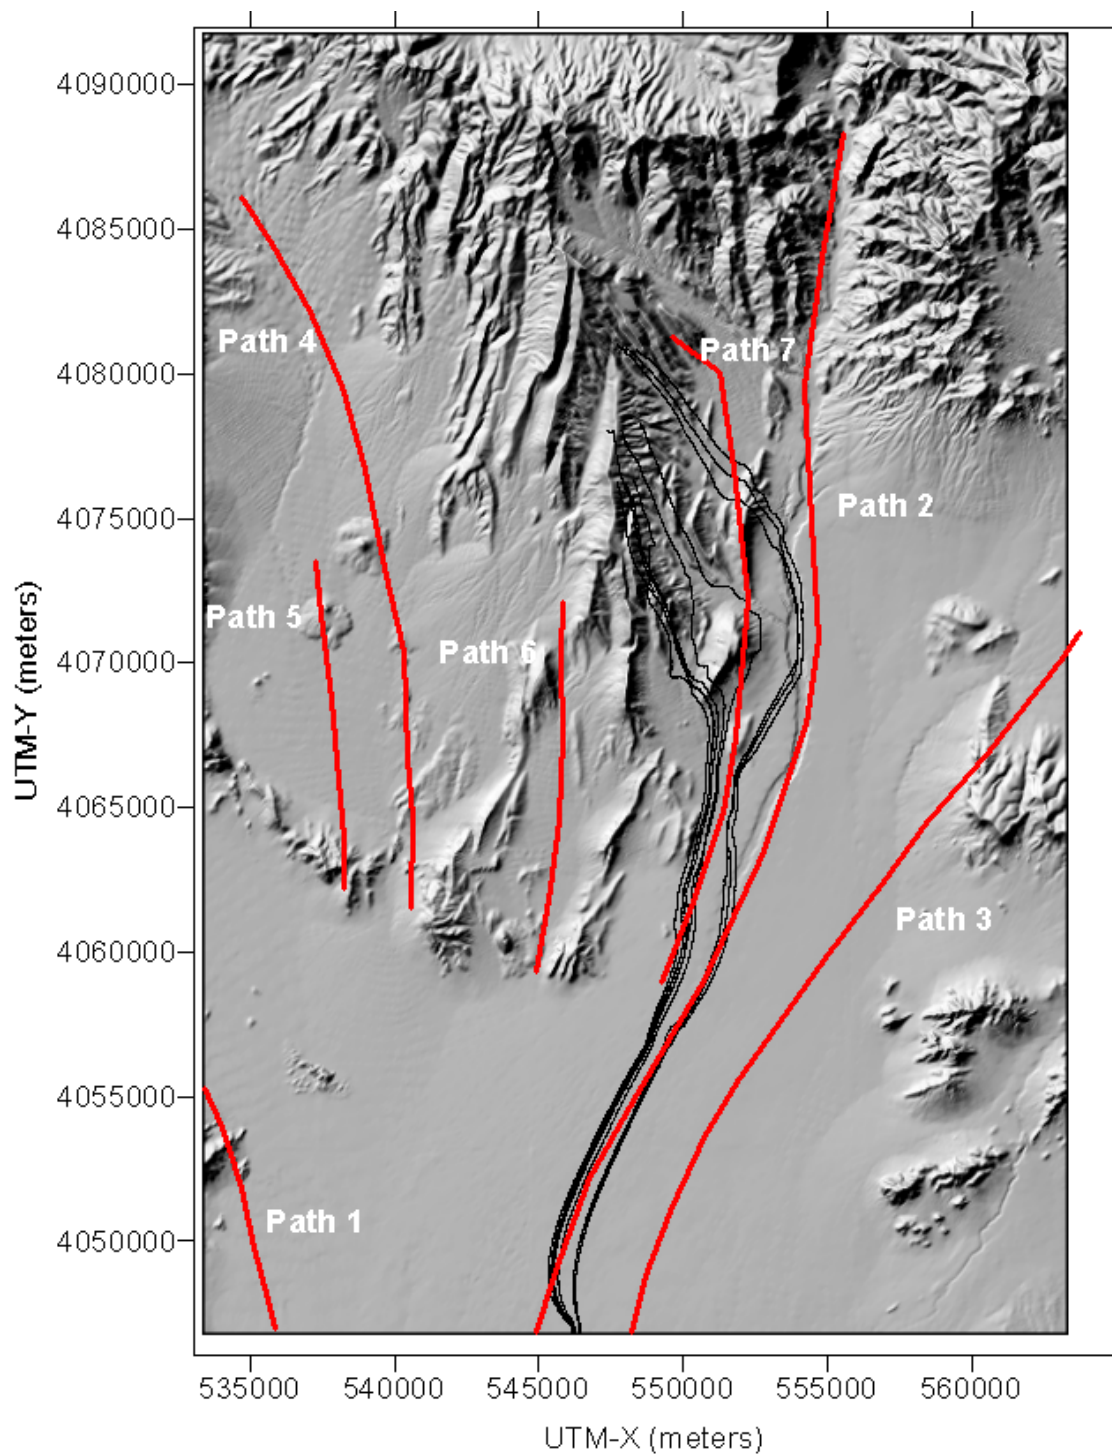 4090000
4085000
Path 4
Path 7
4080000
Path 2
4075000
Path 5
Path 6
4070000
UTM-Y (meters)
4065000
Path 3
4060000
4055000
Path 1
4050000
535000 540000 545000 550000 555000 560000
UTM-X (meters)